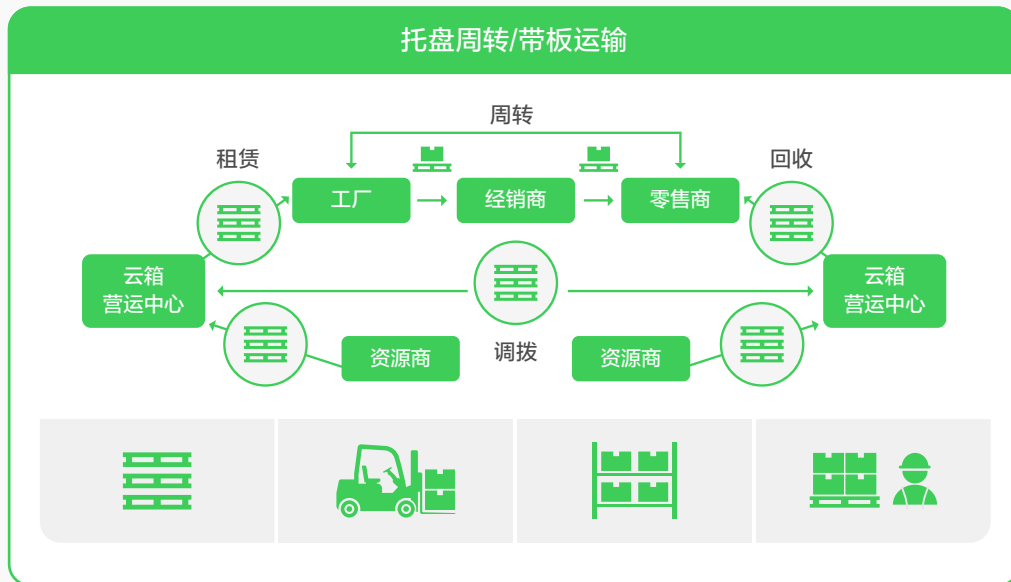 托盘周转/带板运输
周转
租赁
回收
工厂
经销商
零售商
云箱
营运中心
云箱
营运中心
调拨
资源商
资源商